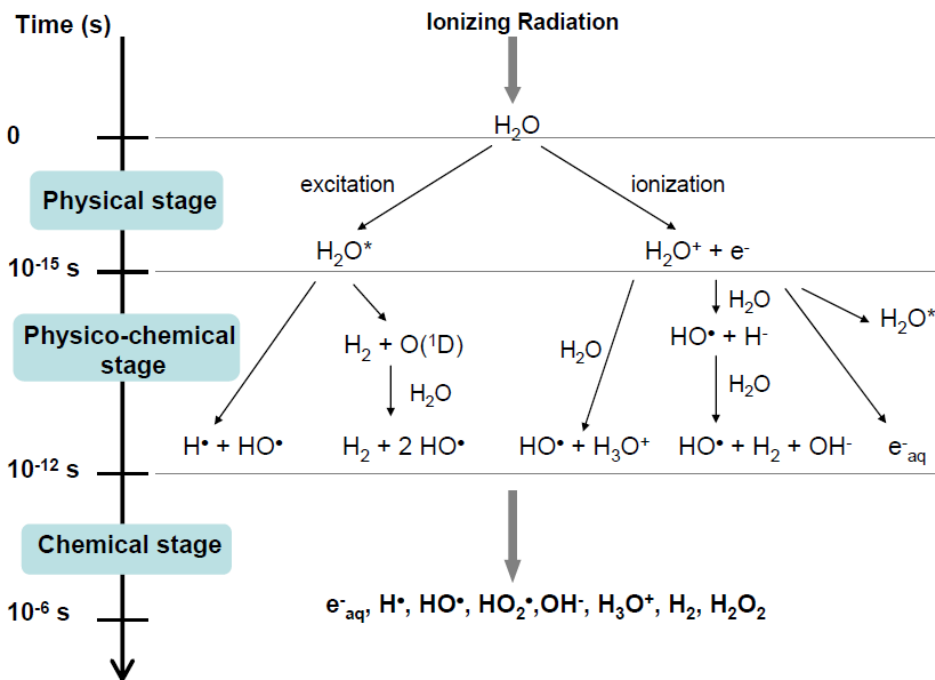 Time (s)
Ionizing Radiation
H₂O
0
excitation
ionization
Physical stage
H₂O*
H₂O⁺ + e⁻
10⁻¹⁵ s
H₂O
H₂O*
Physico-chemical
stage
H₂ + O(¹D)
H₂O
HO• + H⁻
H₂O
H₂O
H• + HO•
H₂ + 2 HO•
HO• + H₃O⁺
HO• + H₂ + OH⁻
e⁻aq
10⁻¹² s
Chemical stage
e⁻aq, H•, HO•, HO₂•,OH⁻, H₃O⁺, H₂, H₂O₂
10⁻⁶ s